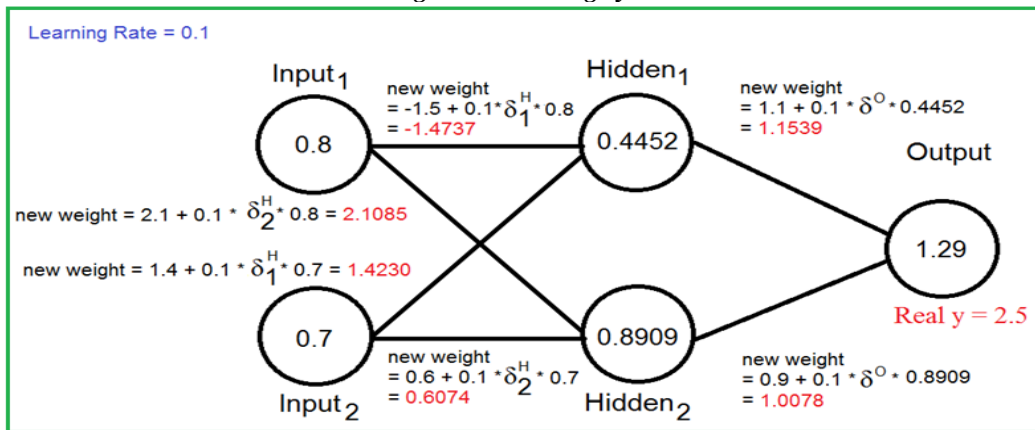 Learning Rate = 0.1
Input₁
new weight
= -1.5 + 0.1*δ₁ᴴ* 0.8
= -1.4737
Hidden₁
new weight
= 1.1 + 0.1 * δᴼ * 0.4452
= 1.1539
0.8
0.4452
Output
new weight = 2.1 + 0.1 * δ₂ᴴ* 0.8 = 2.1085
new weight = 1.4 + 0.1 * δ₁ᴴ* 0.7 = 1.4230
1.29
Real y = 2.5
0.7
0.8909
new weight
= 0.6 + 0.1 *δ₂ᴴ* 0.7
= 0.6074
new weight
= 0.9 + 0.1 * δᴼ * 0.8909
= 1.0078
Input₂
Hidden₂